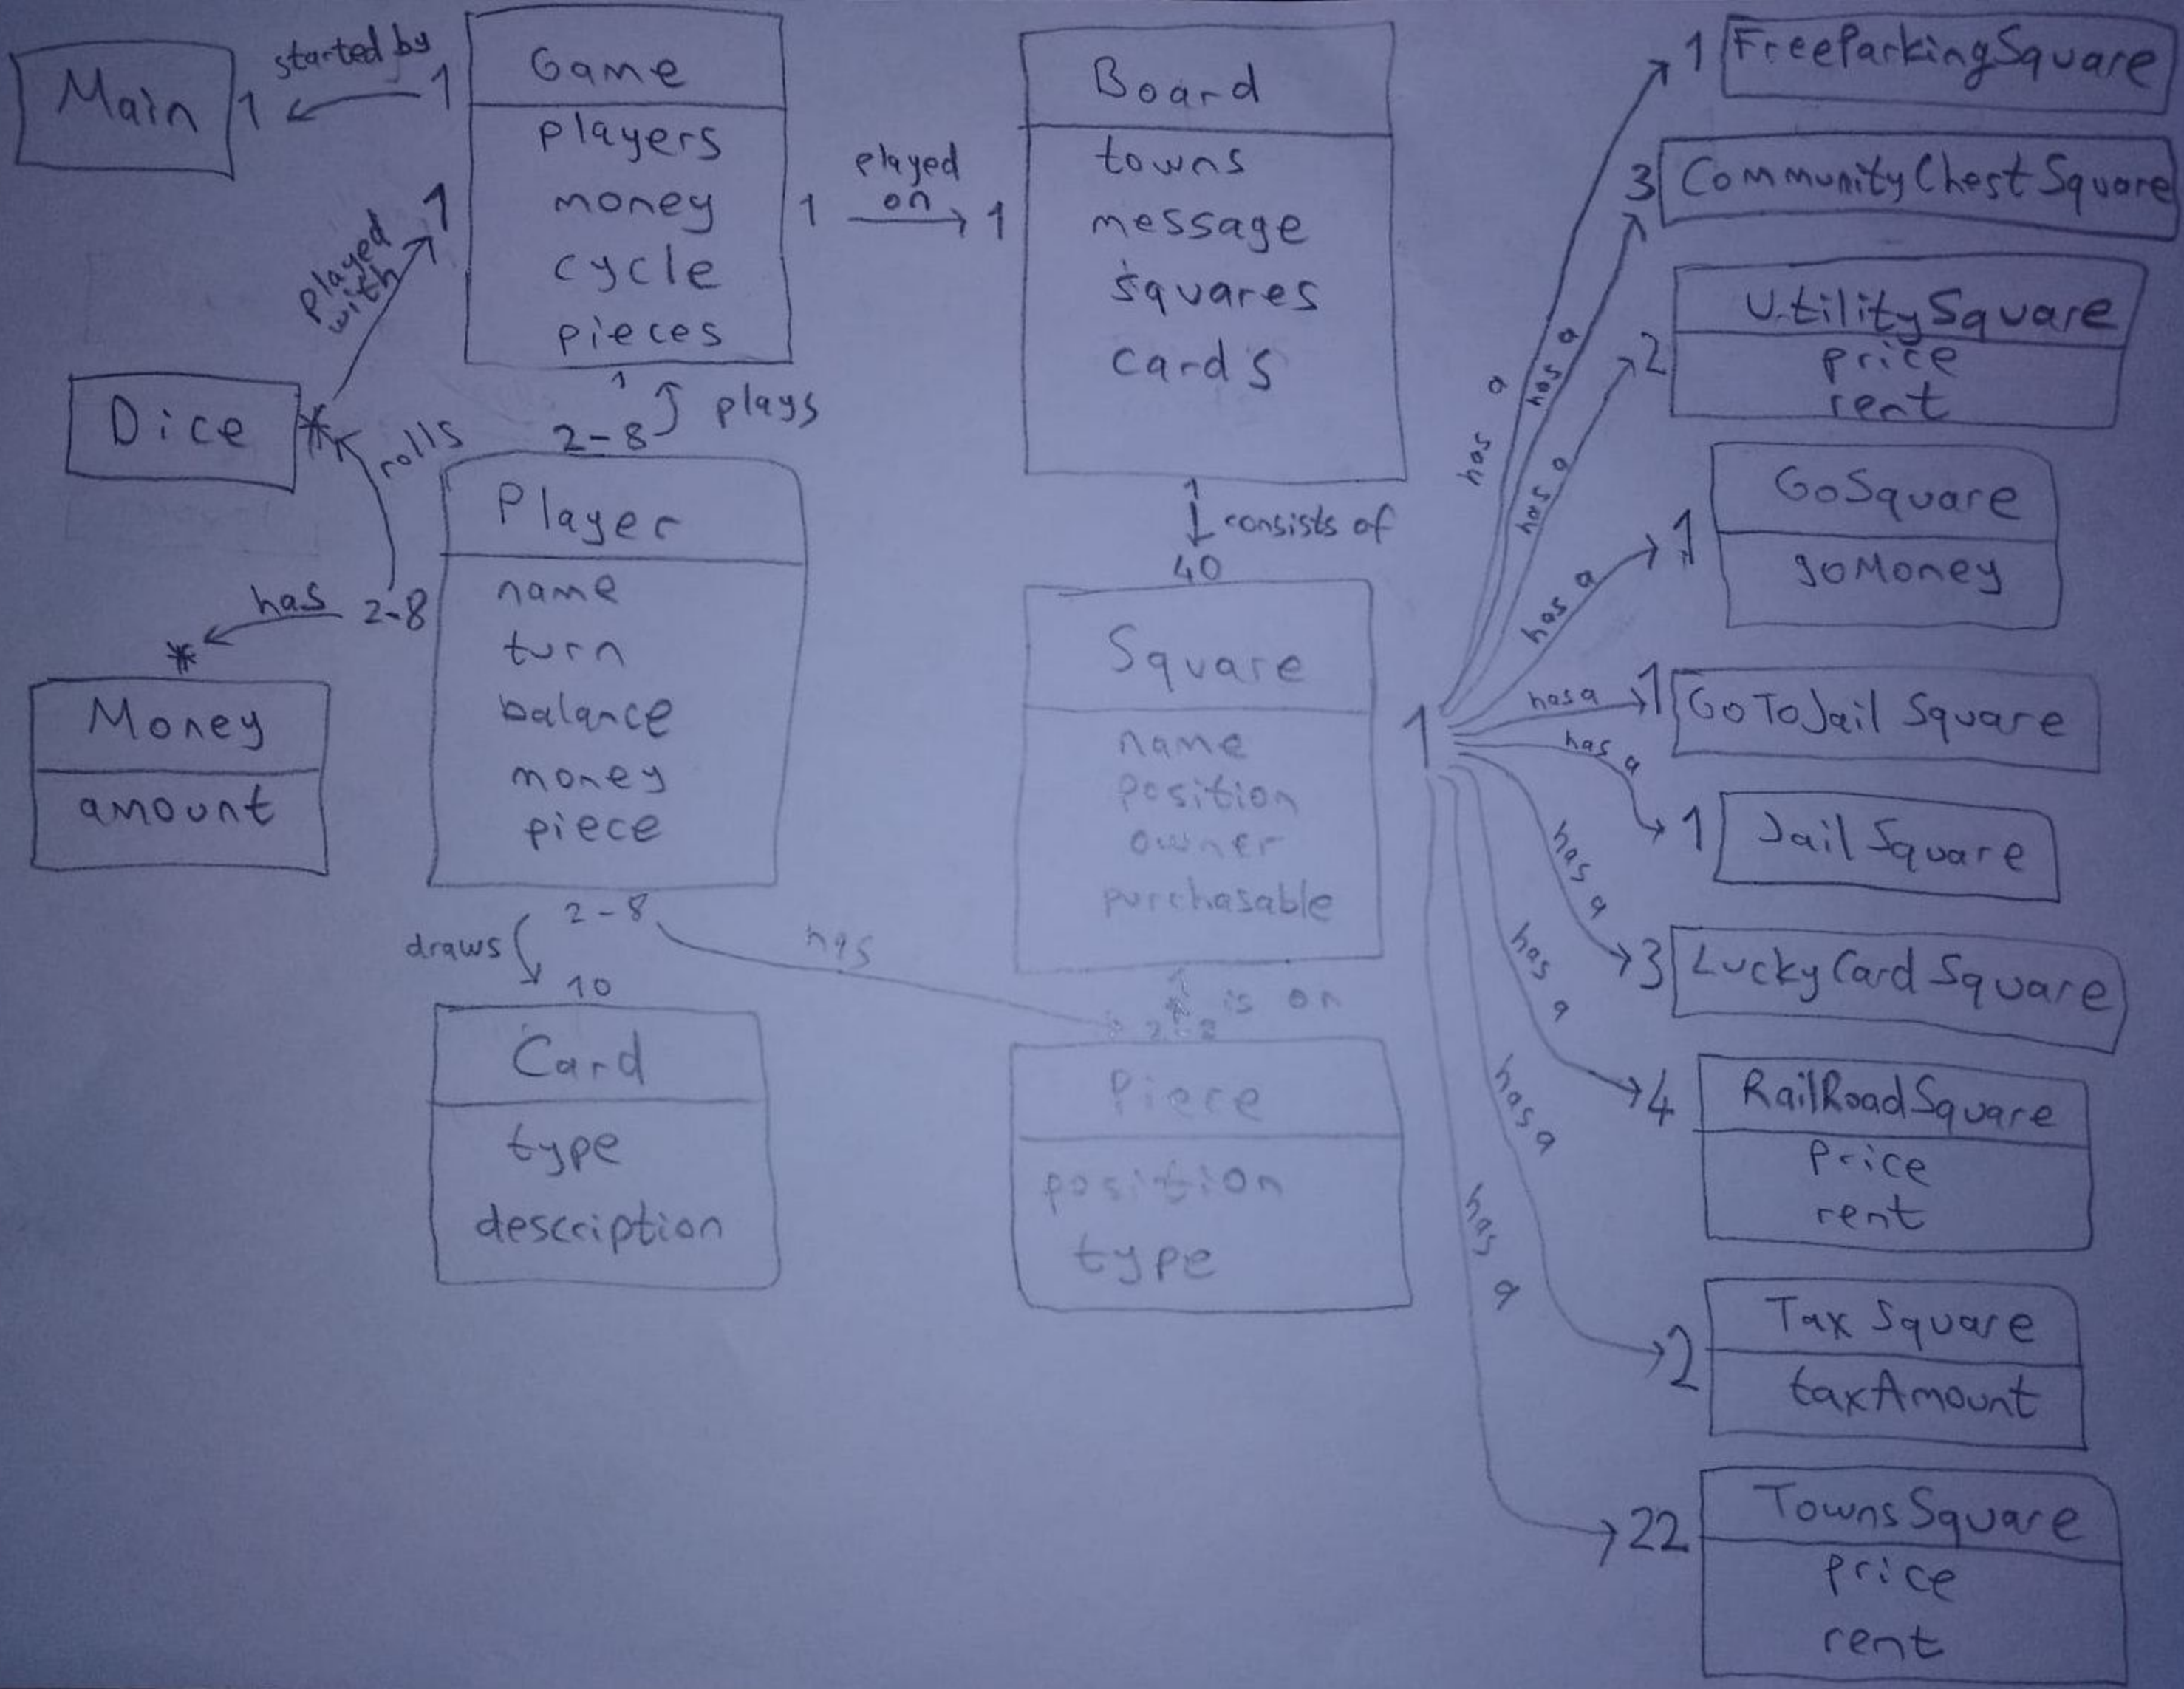 Main
1
started by
1
Game
players
money
cycle
pieces
1
played
on
1
Board
towns
message
squares
cards
1
played
with
Dice
*
rolls
1
2-8
plays
Player
name
turn
balance
money
piece
2-8
has
*
Money
amount
2-8
draws
10
Card
type
description
has
1
consists of
40
Square
name
position
owner
purchasable
is on
Piece
position
type
1
has a
1
FreeParkingSquare
has a
3
CommunityChestSquare
has a
2
UtilitySquare
price
rent
has a
1
GoSquare
goMoney
has a
1
GoToJail Square
has a
1
JailSquare
has a
3
LuckyCard Square
has a
4
RailRoadSquare
price
rent
has a
2
Tax Square
taxAmount
has a
22
TownsSquare
price
rent